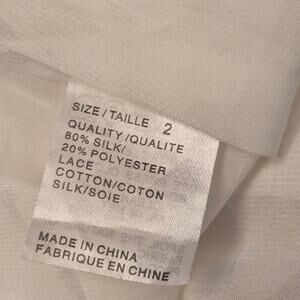 SIZE/TAILLE 2
QUALITY/QUALITE
80% SILK/
20% POLYESTER
LACE
COTTON/COTON
SILK/SOIE
MADE IN CHINA
FABRIQUE EN CHINE